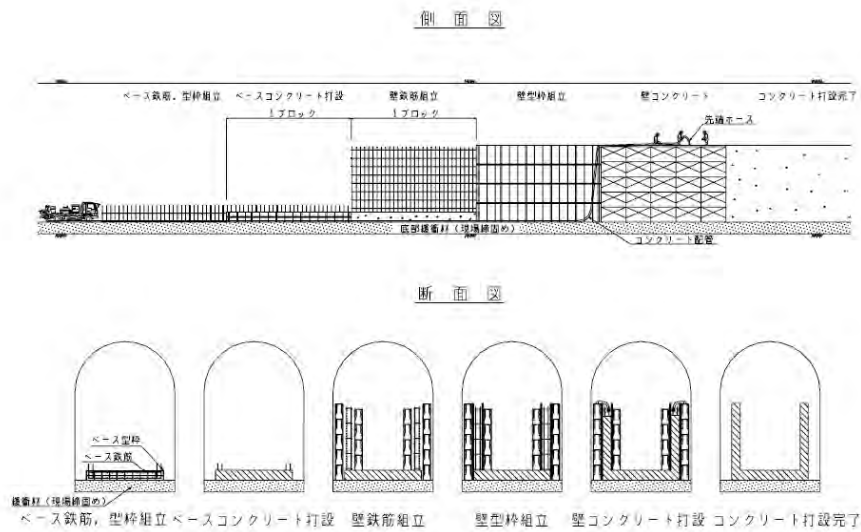 側面図
ベース鉄筋，型枠組立 ベースコンクリート打設 壁鉄筋組立 壁型枠組立 壁コンクリート コンクリート打設完了
1ブロック 1ブロック
先端ホース
底部緩衝材（現場締固め）
コンクリート配管
断面図
ベース型枠
ベース鉄筋
緩衝材（現場締固め）
ベース鉄筋，型枠組立 ベースコンクリート打設 壁鉄筋組立 壁型枠組立 壁コンクリート打設 コンクリート打設完了